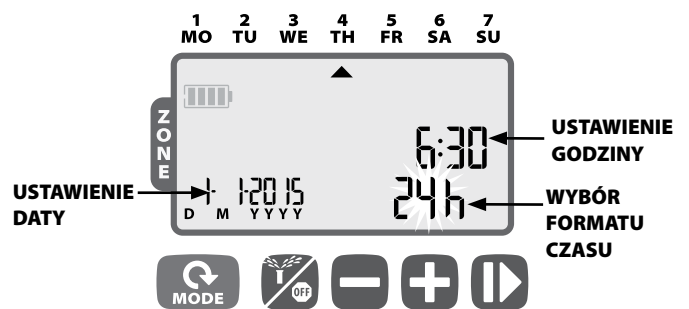 1 2 3 4 5 6 7
MO TU WE TH FR SA SU
ZONE
6:30
USTAWIENIE
GODZINY
USTAWIENIE
DATY
1- 1-2015
D M YYYY
24h
WYBÓR
FORMATU
CZASU
MODE
OFF